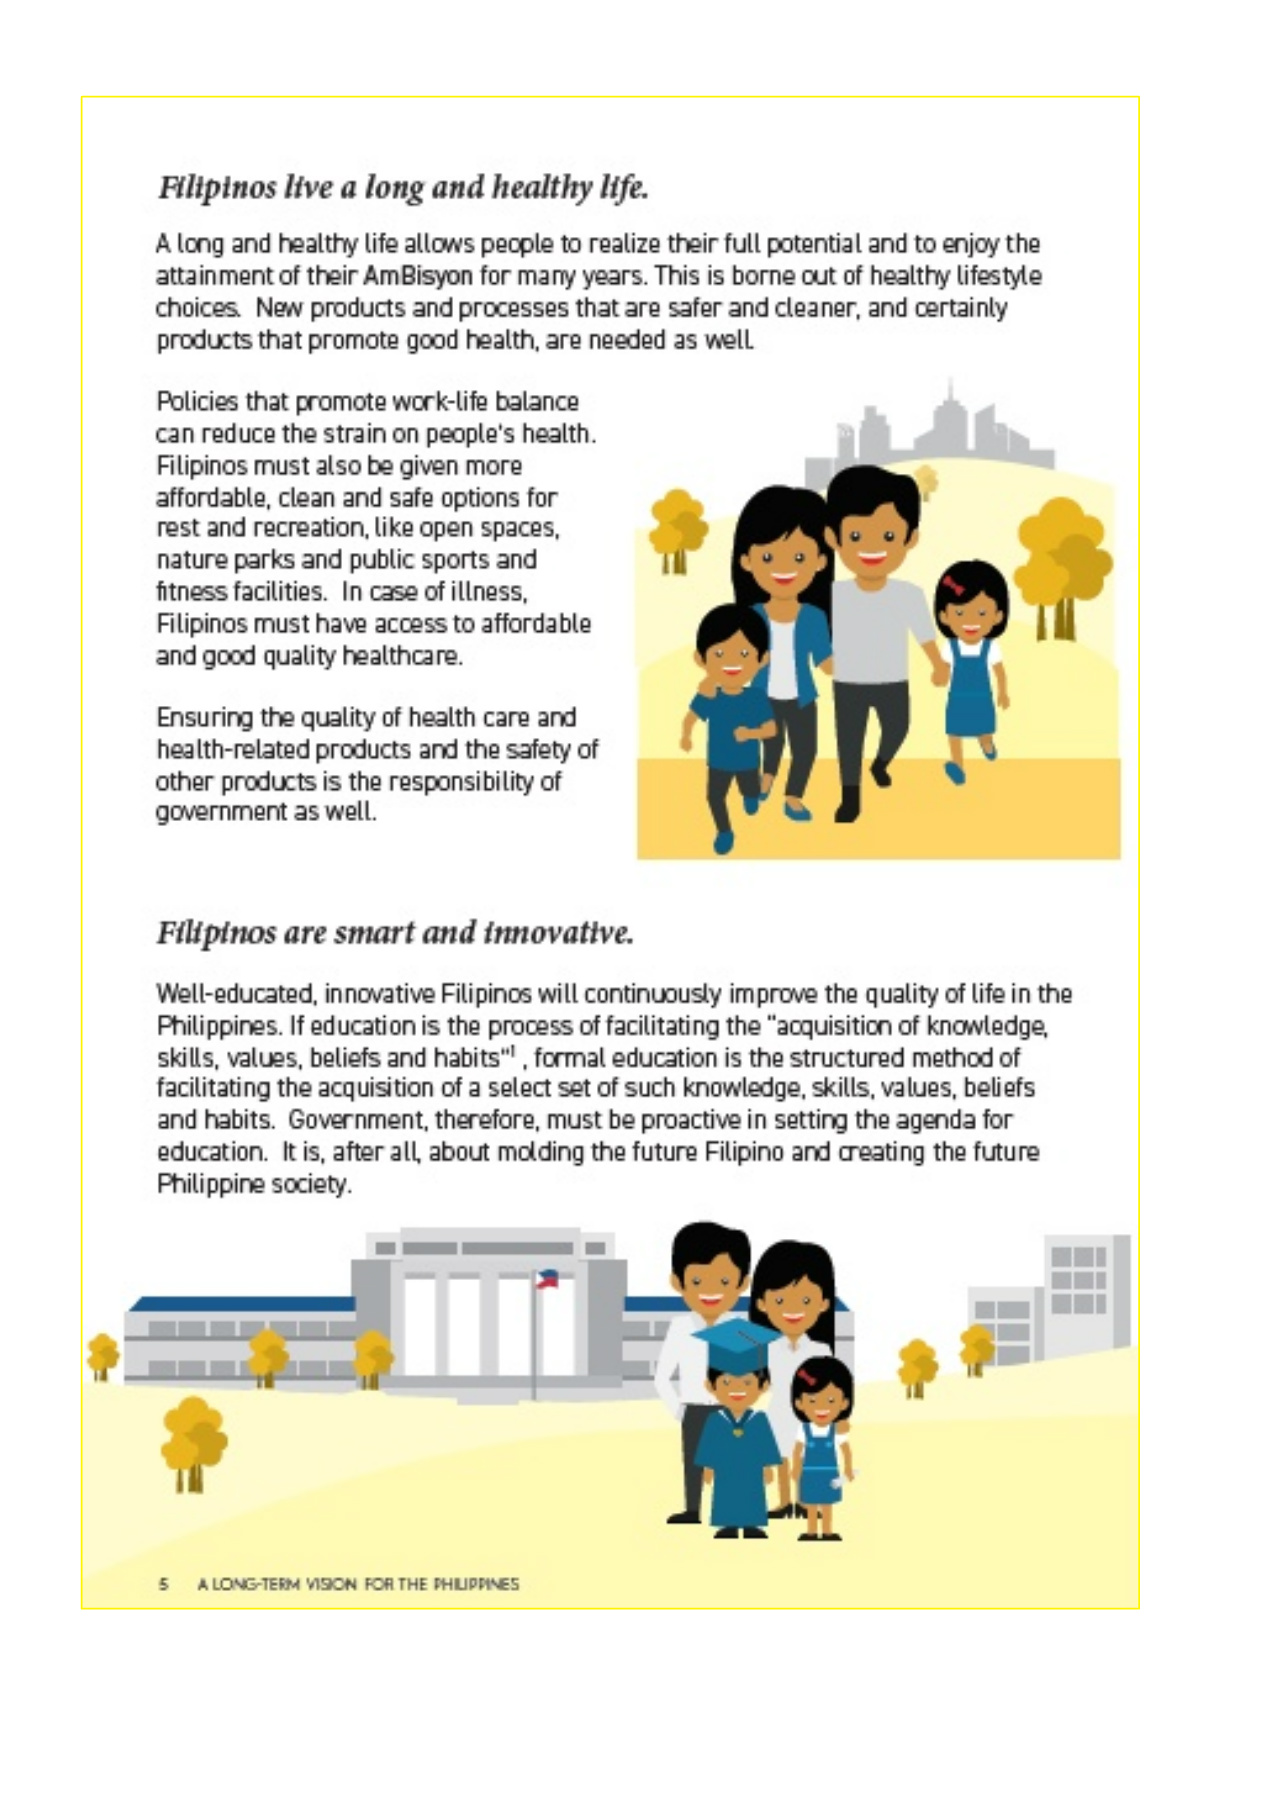 Filipinos live a long and healthy life.
A long and healthy life allows people to realize their full potential and to enjoy the
attainment of their AmBisyon for many years. This is borne out of healthy lifestyle
choices.  New products and processes that are safer and cleaner, and certainly
products that promote good health, are needed as well.
Policies that promote work-life balance
can reduce the strain on people's health.
Filipinos must also be given more
affordable, clean and safe options for
rest and recreation, like open spaces,
nature parks and public sports and
fitness facilities.  In case of illness,
Filipinos must have access to affordable
and good quality healthcare.
Ensuring the quality of health care and
health-related products and the safety of
other products is the responsibility of
government as well.
Filipinos are smart and innovative.
Well-educated, innovative Filipinos will continuously improve the quality of life in the
Philippines. If education is the process of facilitating the "acquisition of knowledge,
skills, values, beliefs and habits"¹ , formal education is the structured method of
facilitating the acquisition of a select set of such knowledge, skills, values, beliefs
and habits.  Government, therefore, must be proactive in setting the agenda for
education.  It is, after all, about molding the future Filipino and creating the future
Philippine society.
5 A LONG-TERM VISION FOR THE PHILIPPINES